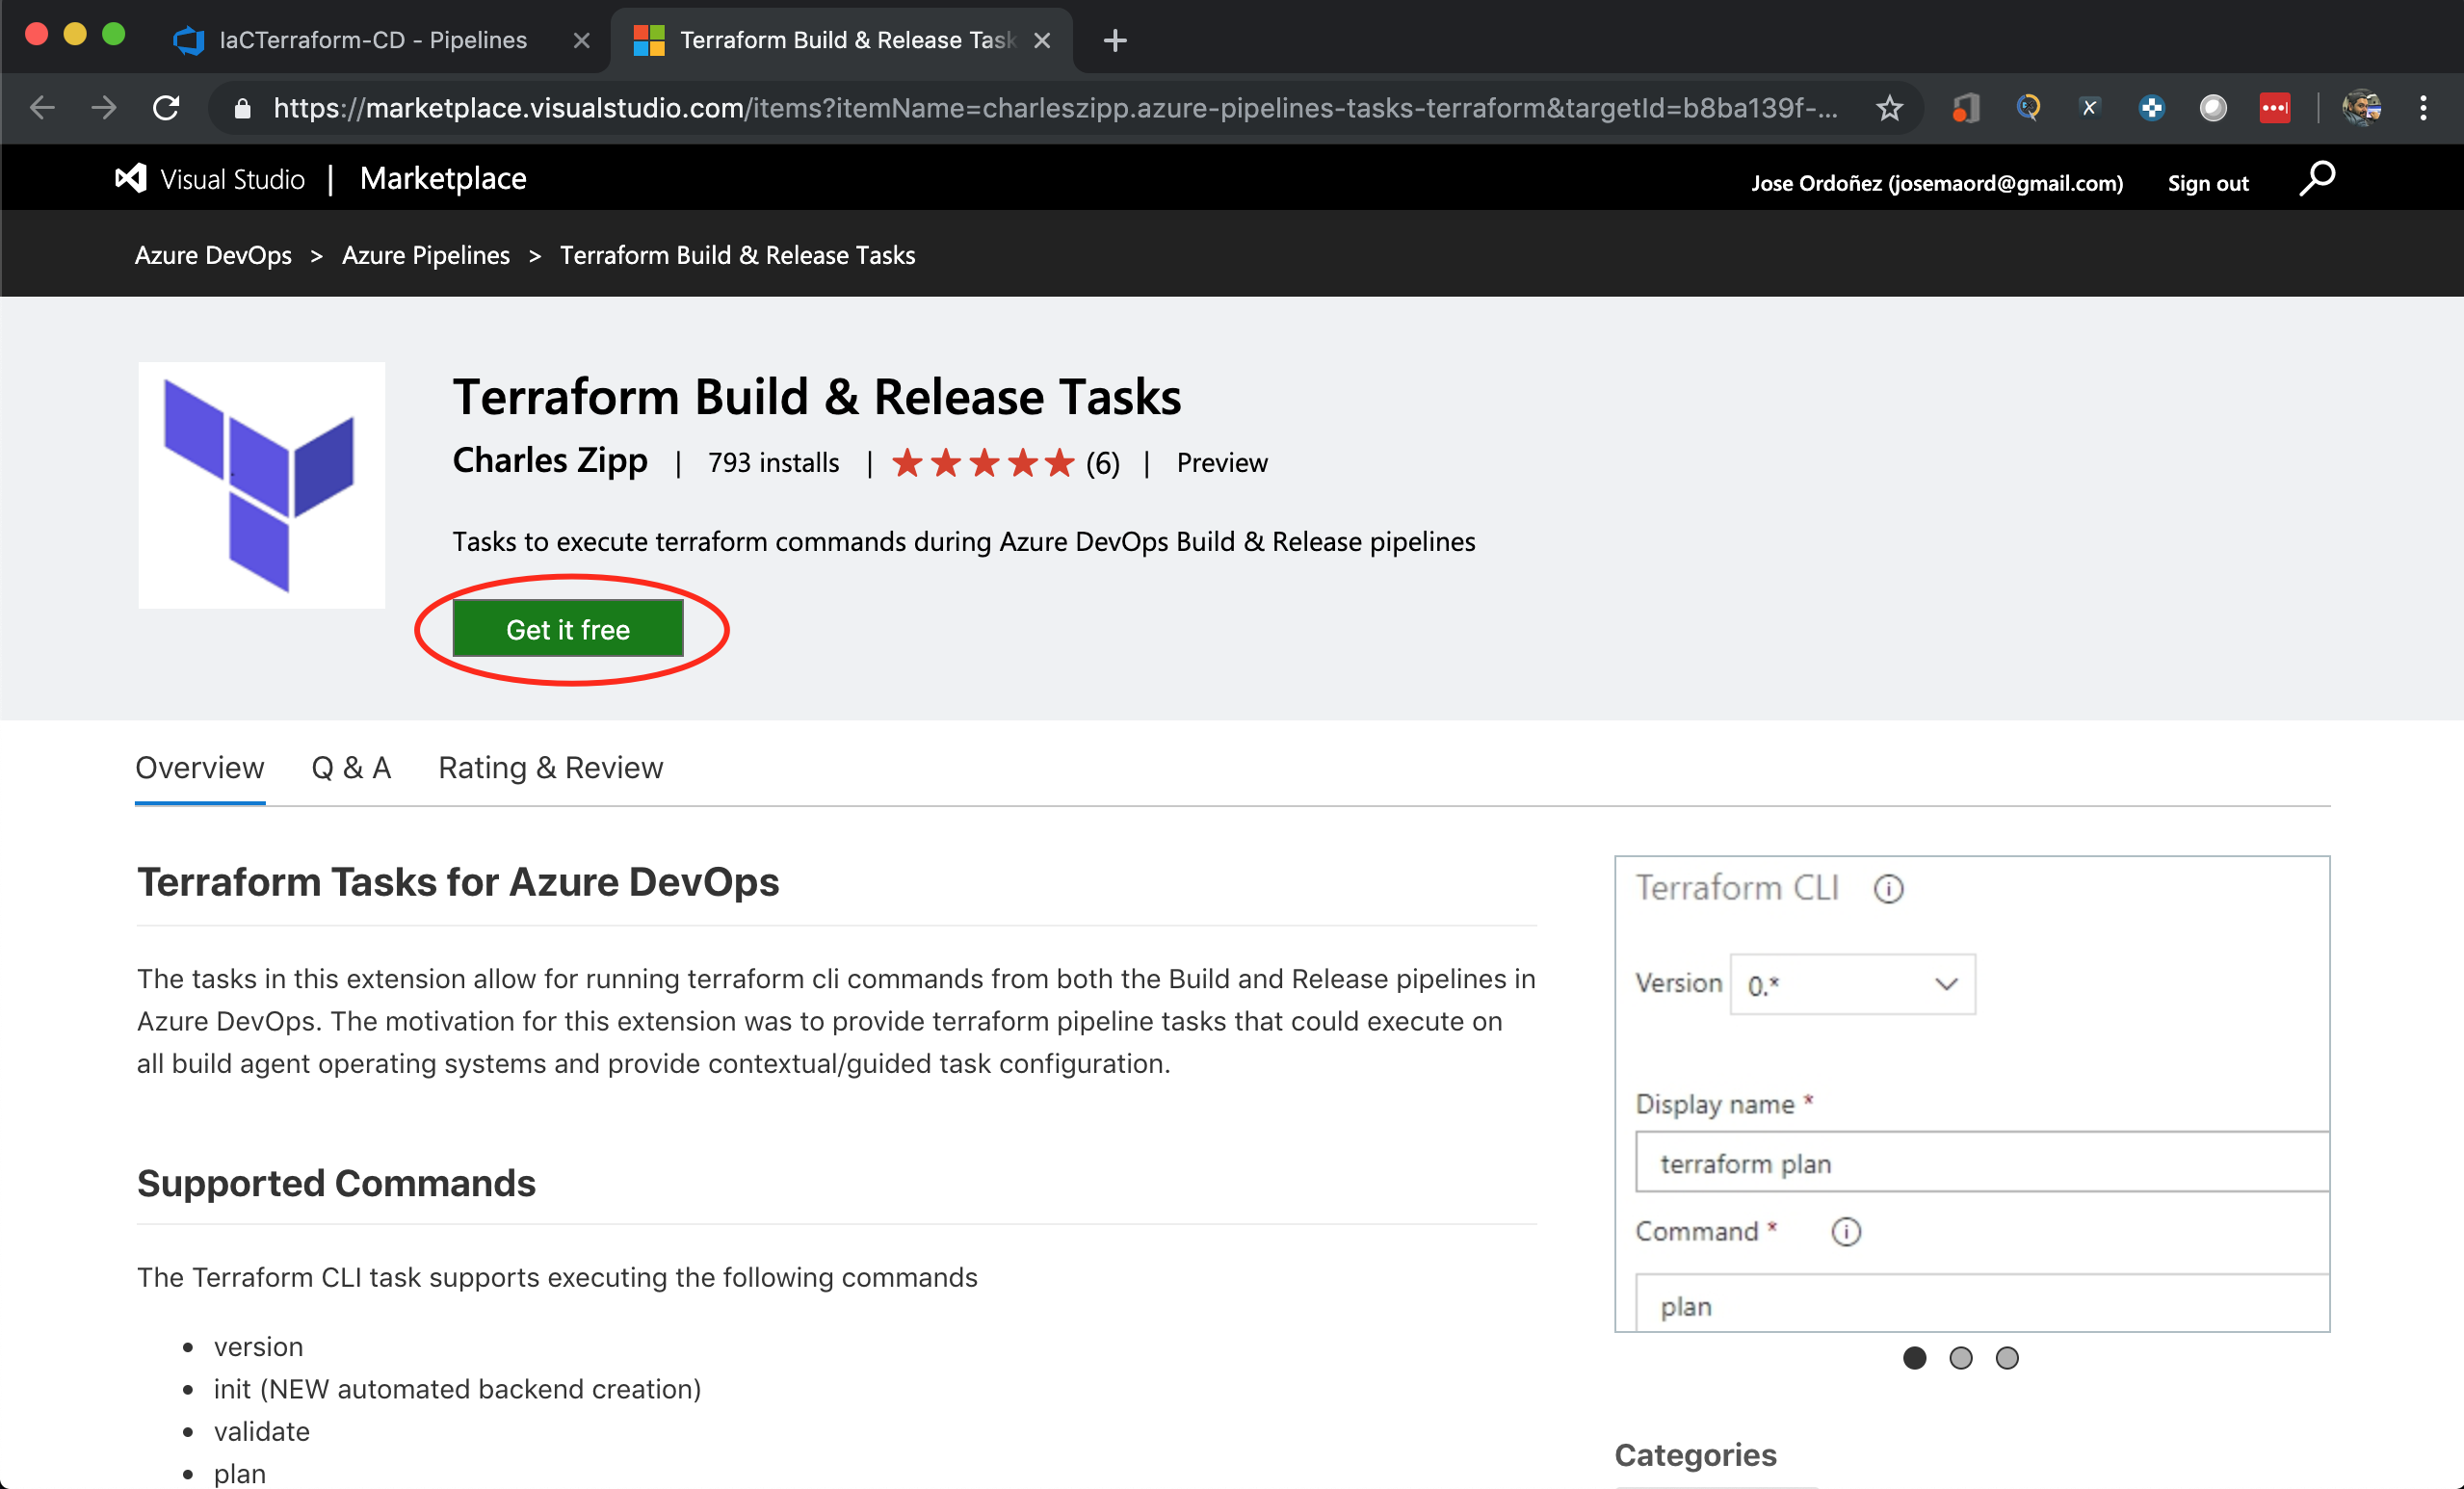 IaCTerraform-CD - Pipelines
Terraform Build & Release Task
https://marketplace.visualstudio.com/items?itemName=charleszipp.azure-pipelines-tasks-terraform&targetId=b8ba139f-...
Visual Studio | Marketplace
Jose Ordoñez (josemaord@gmail.com) Sign out
Azure DevOps > Azure Pipelines > Terraform Build & Release Tasks
Terraform Build & Release Tasks
Charles Zipp | 793 installs | ★★★★★ (6) | Preview
Tasks to execute terraform commands during Azure DevOps Build & Release pipelines
Get it free
Overview Q & A Rating & Review
Terraform Tasks for Azure DevOps
The tasks in this extension allow for running terraform cli commands from both the Build and Release pipelines in
Azure DevOps. The motivation for this extension was to provide terraform pipeline tasks that could execute on
all build agent operating systems and provide contextual/guided task configuration.
Supported Commands
The Terraform CLI task supports executing the following commands
• version
• init (NEW automated backend creation)
• validate
• plan
Terraform CLI
Version 0.*
Display name *
terraform plan
Command *
plan
Categories